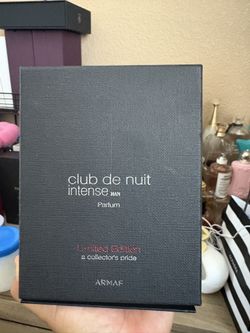 club de nuit
intense MAN
Parfum
Limited Edition
a collector's pride
ARMAF